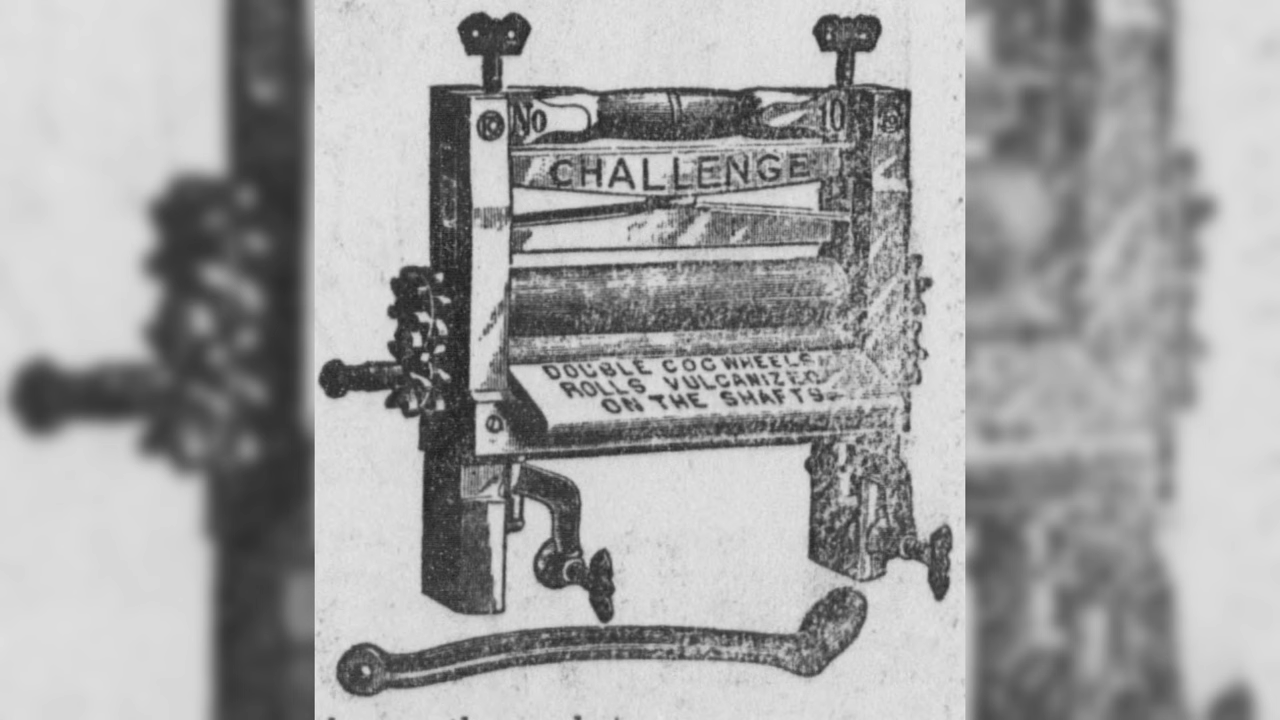 No 10
CHALLENGE
DOUBLE COG WHEELS
ROLLS VULCANIZED
ON THE SHAFTS